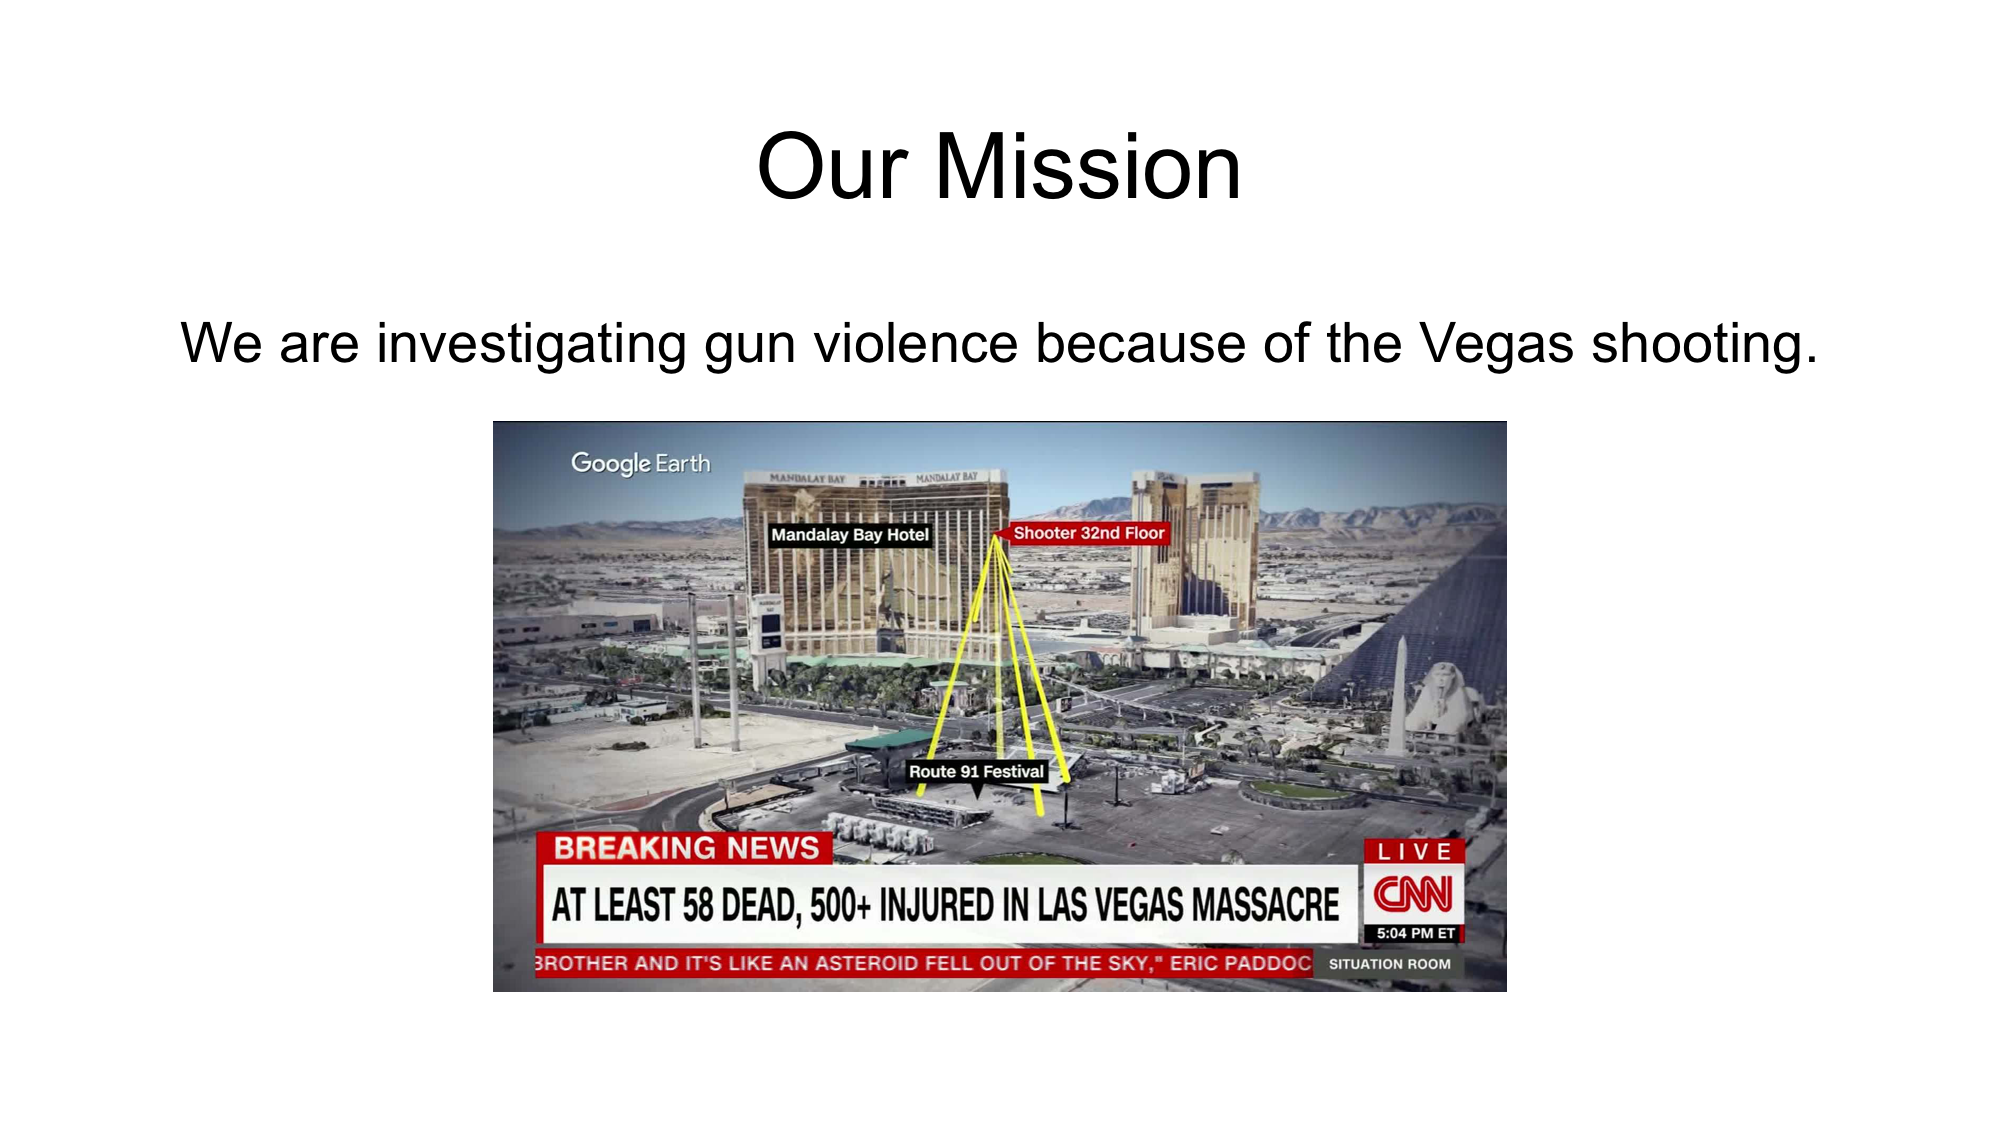 Our Mission
We are investigating gun violence because of the Vegas shooting.
Google Earth
MANDALAY BAY
MANDALAY BAY
Mandalay Bay Hotel
Shooter 32nd Floor
Route 91 Festival
BREAKING NEWS
AT LEAST 58 DEAD, 500+ INJURED IN LAS VEGAS MASSACRE
LIVE
CNN
5:04 PM ET
BROTHER AND IT'S LIKE AN ASTEROID FELL OUT OF THE SKY," ERIC PADDOC
SITUATION ROOM